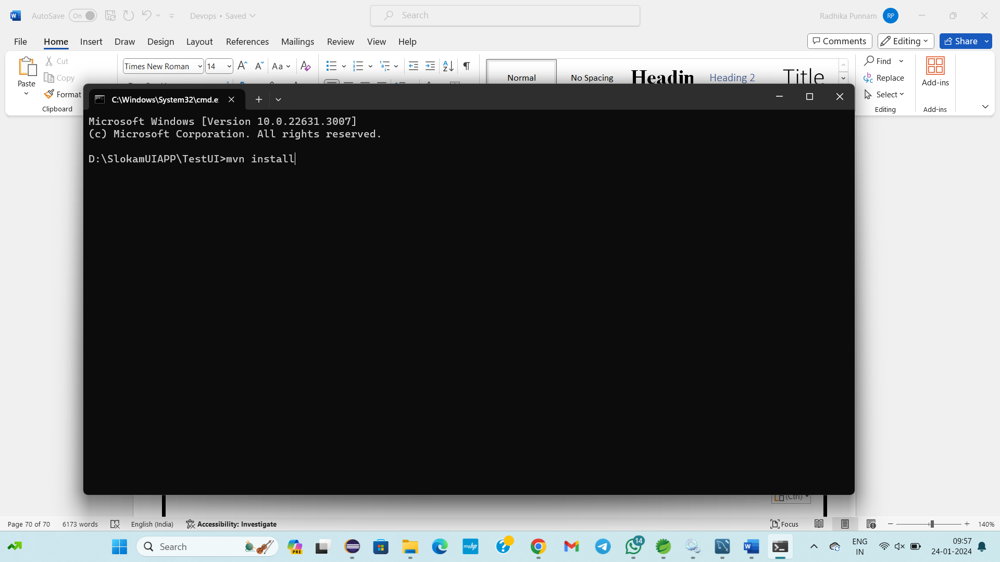 AutoSave On Devops • Saved Search Radhika Punnam RP
File Home Insert Draw Design Layout References Mailings Review View Help Comments Editing Share
Paste Cut Copy Format Clipboard
Times New Roman 14 Aa
Normal No Spacing Headin Heading 2 Title
Find Replace Select Editing
Add-ins Add-ins
C:\Windows\System32\cmd.e
Microsoft Windows [Version 10.0.22631.3007]
(c) Microsoft Corporation. All rights reserved.
D:\SlokamUIAPP\TestUI>mvn install
(Ctrl)
Page 70 of 70 6173 words English (India) Accessibility: Investigate Focus 140%
Search PRE myhp 14 ENG IN 09:57 24-01-2024